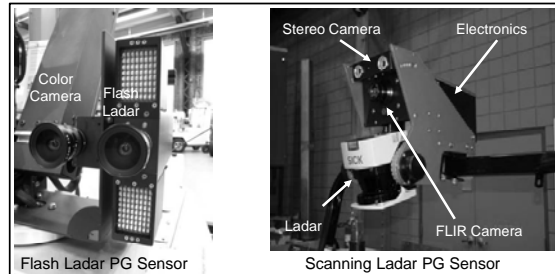 Color
Camera
Flash
Ladar
Flash Ladar PG Sensor
Stereo Camera
Electronics
SICK
Ladar
FLIR Camera
Scanning Ladar PG Sensor